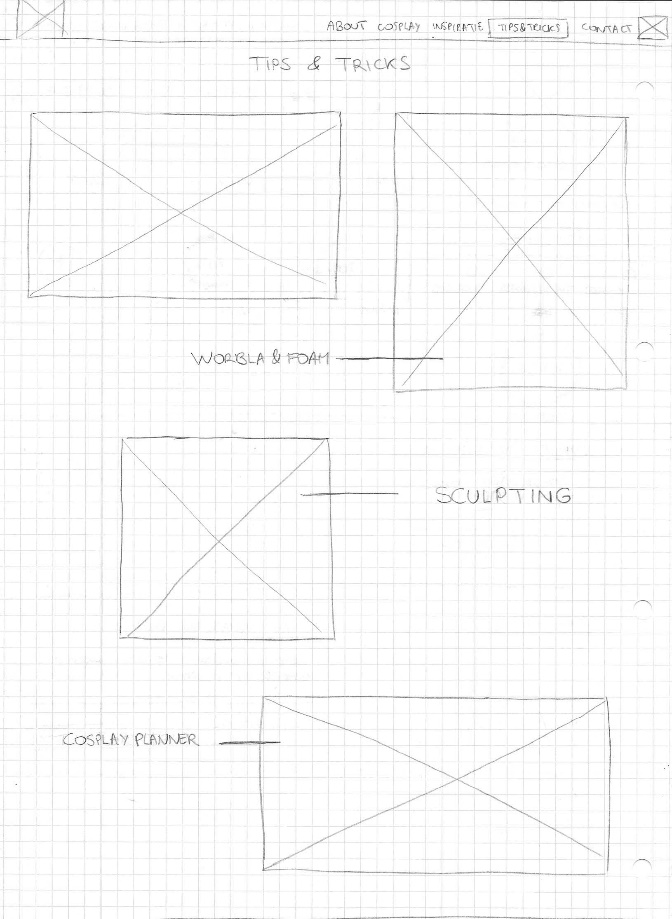 ABOUT COSPLAY INSPIRATIE TIPS&TRICKS CONTACT
TIPS & TRICKS
WORBLA & FOAM
SCULPTING
COSPLAY PLANNER